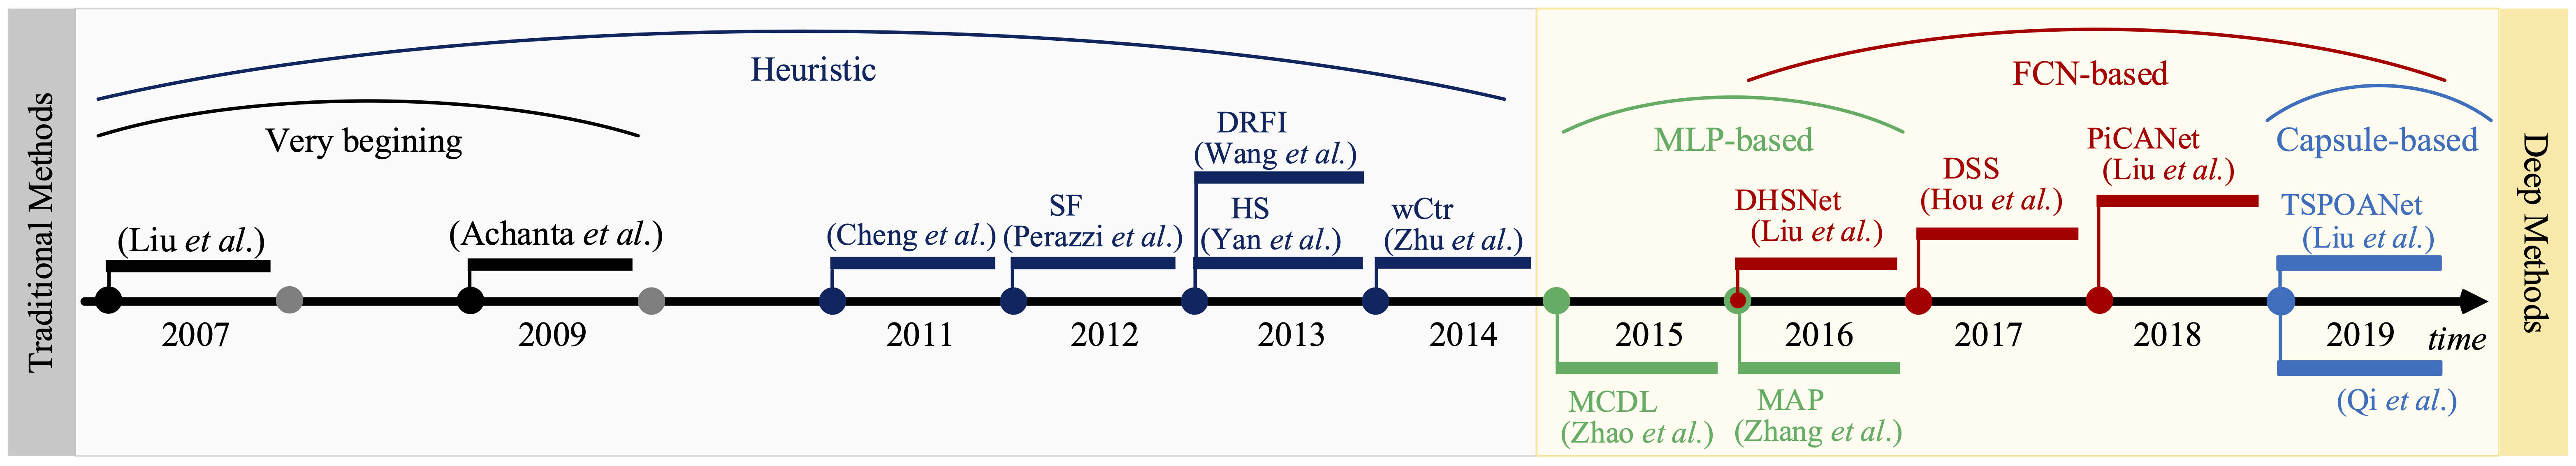 Traditional Methods
Heuristic
Very begining
(Liu et al.)
(Achanta et al.)
(Cheng et al.)
SF
(Perazzi et al.)
DRFI
(Wang et al.)
HS
(Yan et al.)
wCtr
(Zhu et al.)
FCN-based
MLP-based
Capsule-based
DHSNet
(Liu et al.)
DSS
(Hou et al.)
PiCANet
(Liu et al.)
TSPOANet
(Liu et al.)
2007
2009
2011
2012
2013
2014
2015
2016
2017
2018
2019
time
MCDL
(Zhao et al.)
MAP
(Zhang et al.)
(Qi et al.)
Deep Methods